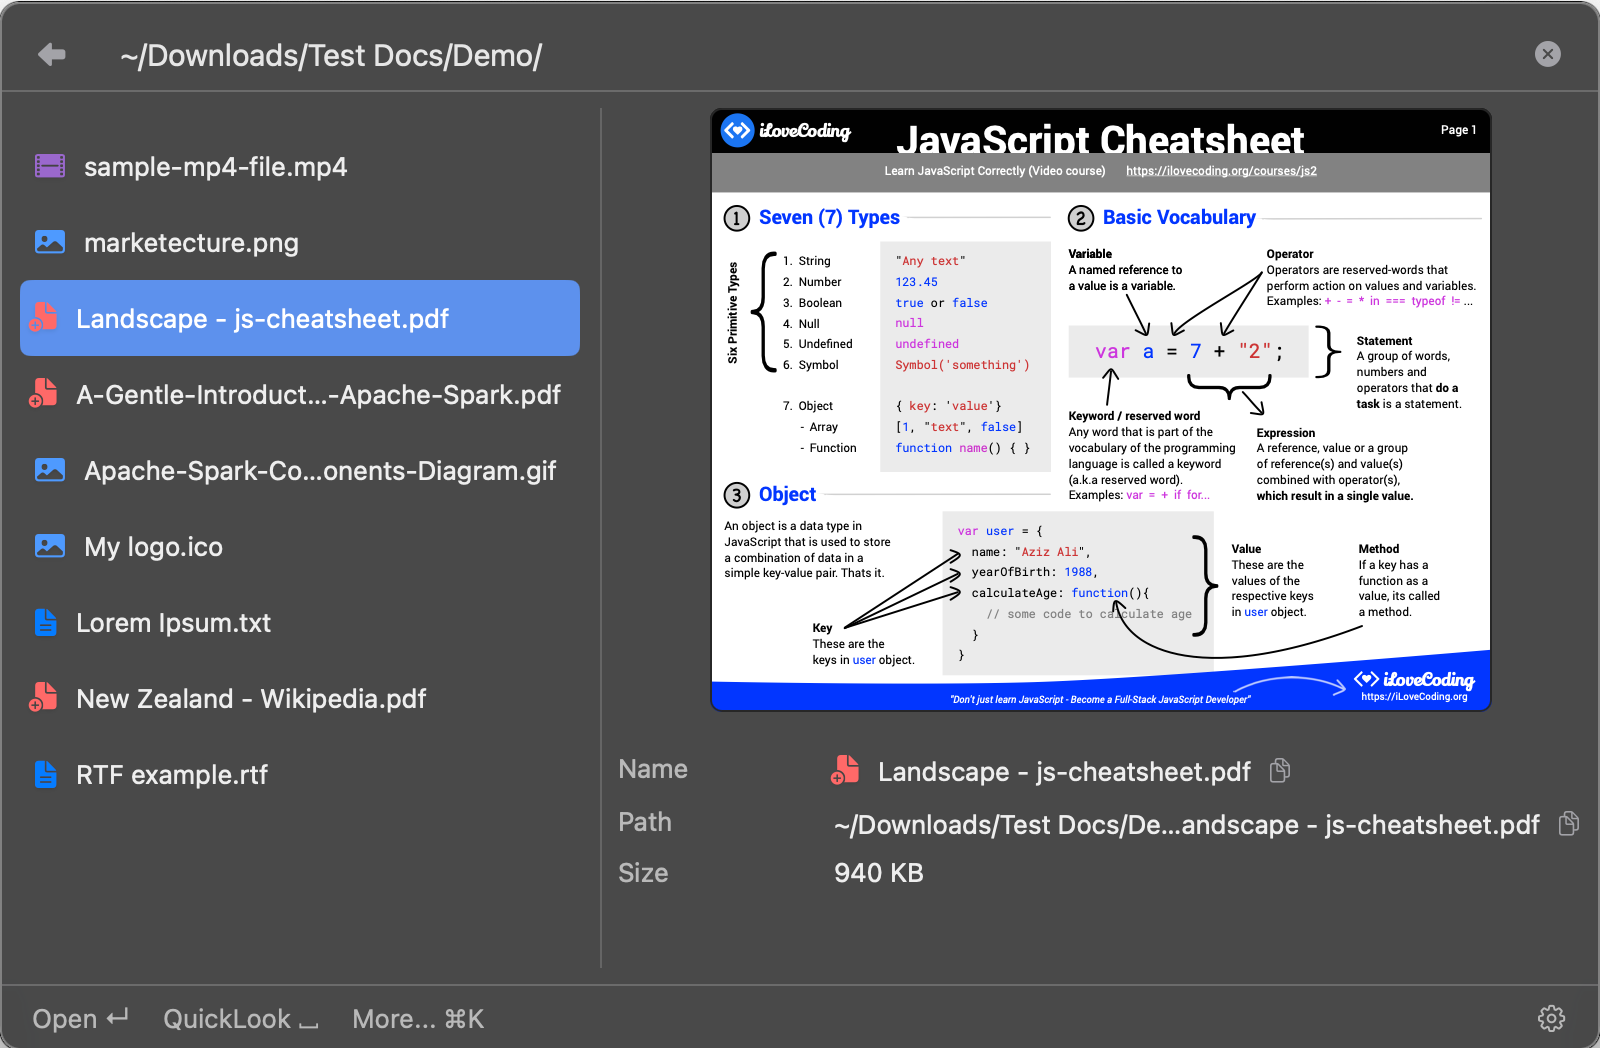 ~/Downloads/Test Docs/Demo/
sample-mp4-file.mp4
marketecture.png
Landscape - js-cheatsheet.pdf
A-Gentle-Introduct...-Apache-Spark.pdf
Apache-Spark-Co...onents-Diagram.gif
My logo.ico
Lorem Ipsum.txt
New Zealand - Wikipedia.pdf
RTF example.rtf
iLoveCoding
JavaScript Cheatsheet
Page 1
Learn JavaScript Correctly (Video course) https://ilovecoding.org/courses/js2
1 Seven (7) Types
Six Primitive Types
1. String "Any text"
2. Number 123.45
3. Boolean true or false
4. Null null
5. Undefined undefined
6. Symbol Symbol('something')
7. Object { key: 'value'}
- Array [1, "text", false]
- Function function name() { }
2 Basic Vocabulary
Variable
A named reference to
a value is a variable.
Operator
Operators are reserved-words that
perform action on values and variables.
Examples: + - = * in === typeof != ...
var a = 7 + "2";
Statement
A group of words,
numbers and
operators that do a
task is a statement.
Keyword / reserved word
Any word that is part of the
vocabulary of the programming
language is called a keyword
(a.k.a reserved word).
Examples: var = + if for...
Expression
A reference, value or a group
of reference(s) and value(s)
combined with operator(s),
which result in a single value.
3 Object
An object is a data type in
JavaScript that is used to store
a combination of data in a
simple key-value pair. Thats it.
Key
These are the
keys in user object.
var user = {
name: "Aziz Ali",
yearOfBirth: 1988,
calculateAge: function(){
// some code to calculate age
}
}
Value
These are the
values of the
respective keys
in user object.
Method
If a key has a
function as a
value, its called
a method.
"Don't just learn JavaScript - Become a Full-Stack JavaScript Developer"
iLoveCoding
https://iLoveCoding.org
Name Landscape - js-cheatsheet.pdf
Path ~/Downloads/Test Docs/De...andscape - js-cheatsheet.pdf
Size 940 KB
Open ↵ QuickLook ⎵ More... ⌘K